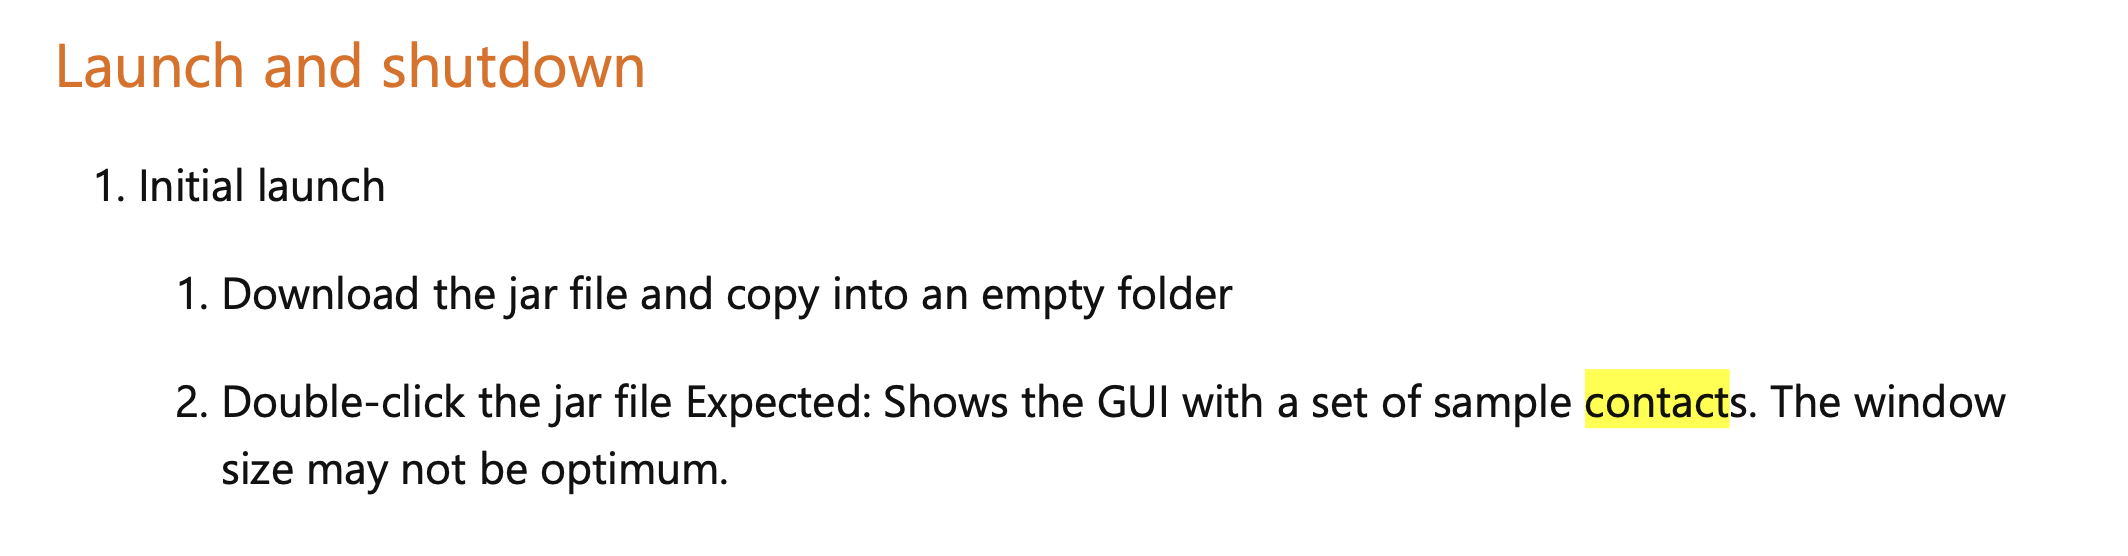 Launch and shutdown
1. Initial launch
1. Download the jar file and copy into an empty folder
2. Double-click the jar file Expected: Shows the GUI with a set of sample contacts. The window
size may not be optimum.